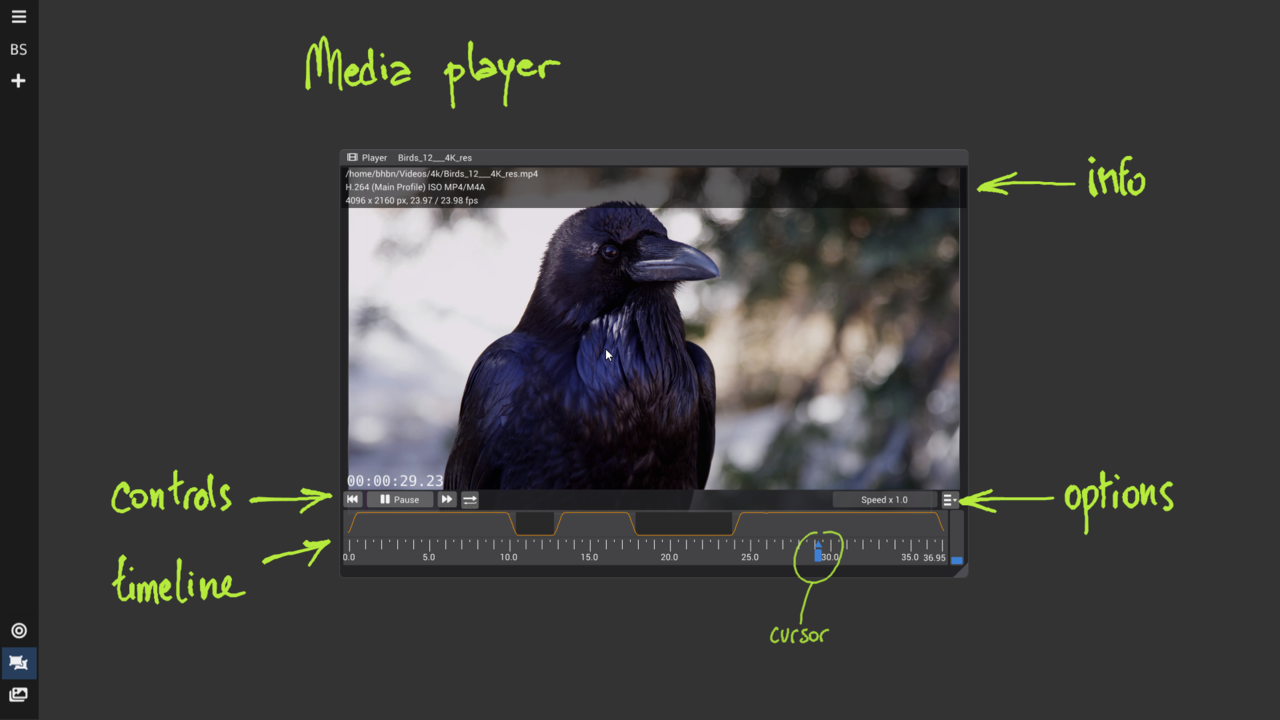 BS
Media player
Player Birds_12___4K_res
/home/bhbn/Videos/4k/Birds_12___4K_res.mp4
H.264 (Main Profile) ISO MP4/M4A
4096 x 2160 px, 23.97 / 23.98 fps
info
00:00:29.23
controls
Pause
Speed x 1.0
options
timeline
0.0 5.0 10.0 15.0 20.0 25.0 30.0 35.0 36.95
cursor